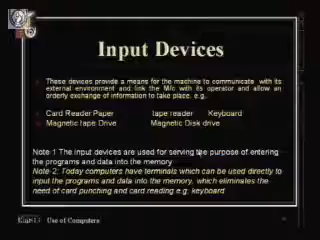 Input Devices
These devices provide a means for the machine to communicate with its
external environment and link the M/c with its operator and allow an
orderly exchange of information to take place. e.g.
Card Reader Paper tape reader Keyboard
Magnetic tape Drive Magnetic Disk drive
Note 1 The input devices are used for serving the purpose of entering
the programs and data into the memory
Note 2: Today computers have terminals which can be used directly to
input the programs and data into the memory, which eliminates the
need of card punching and card reading e.g. keyboard
Use of Computers